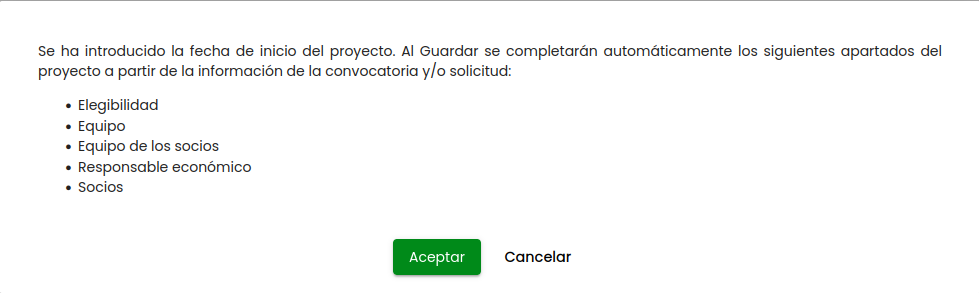 Se ha introducido la fecha de inicio del proyecto. Al Guardar se completarán automáticamente los siguientes apartados del
proyecto a partir de la información de la convocatoria y/o solicitud:
• Elegibilidad
• Equipo
• Equipo de los socios
• Responsable económico
• Socios
Aceptar Cancelar